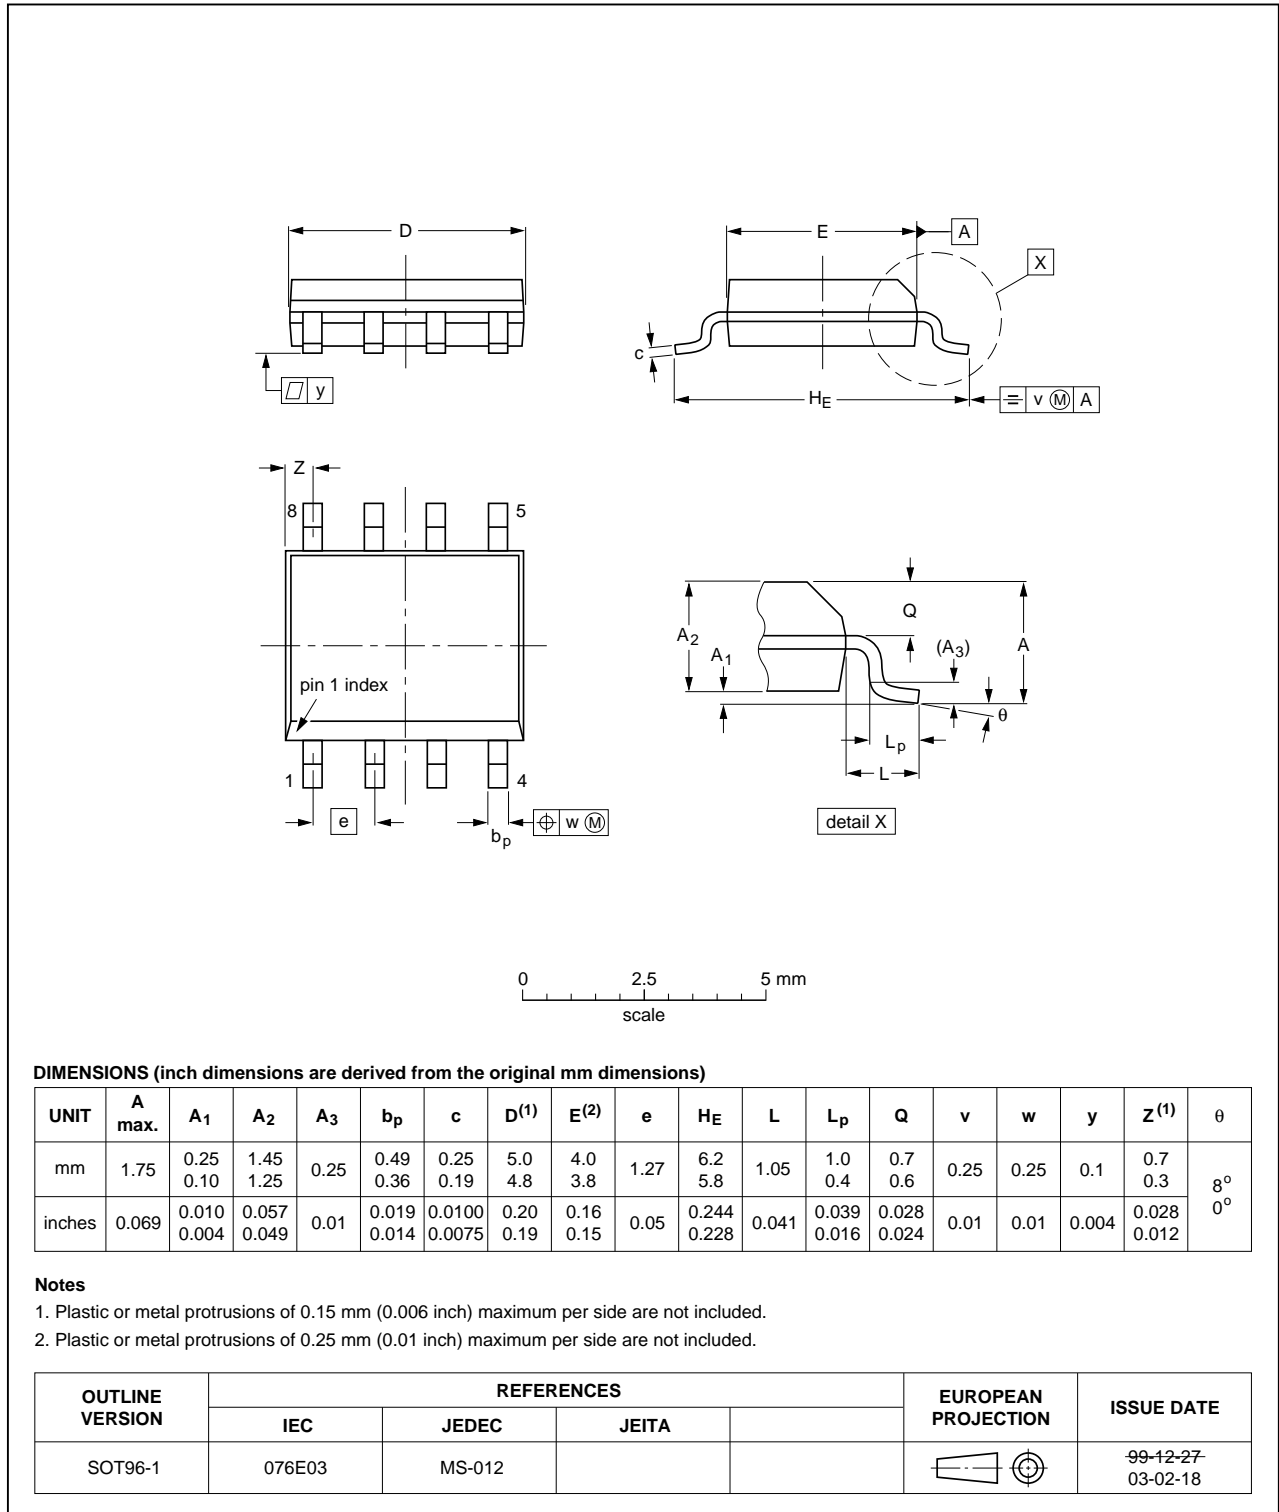 D
E
A
X
c
y
HE
v M A
Z
8
5
Q
A2
A1
(A3)
A
pin 1 index
θ
Lp
L
1
4
e
bp
w M
detail X
0 2.5 5 mm
scale
DIMENSIONS (inch dimensions are derived from the original mm dimensions)
UNIT A max. A1 A2 A3 bp c D(1) E(2) e HE L Lp Q v w y Z(1) θ
mm 1.75 0.25 0.10 1.45 1.25 0.25 0.49 0.36 0.25 0.19 5.0 4.8 4.0 3.8 1.27 6.2 5.8 1.05 1.0 0.4 0.7 0.6 0.25 0.25 0.1 0.7 0.3 8o 0o
inches 0.069 0.010 0.004 0.057 0.049 0.01 0.019 0.014 0.0100 0.0075 0.20 0.19 0.16 0.15 0.05 0.244 0.228 0.041 0.039 0.016 0.028 0.024 0.01 0.01 0.004 0.028 0.012
Notes
1. Plastic or metal protrusions of 0.15 mm (0.006 inch) maximum per side are not included.
2. Plastic or metal protrusions of 0.25 mm (0.01 inch) maximum per side are not included.
OUTLINE VERSION REFERENCES EUROPEAN PROJECTION ISSUE DATE
IEC JEDEC JEITA
SOT96-1 076E03 MS-012 99-12-27
03-02-18